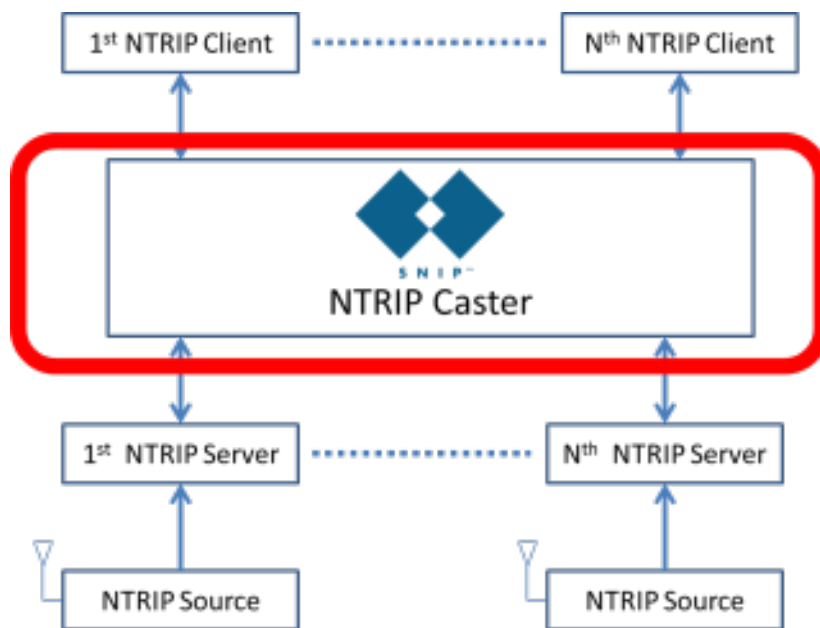 1st NTRIP Client
Nth NTRIP Client
SNIP™
NTRIP Caster
1st NTRIP Server
Nth NTRIP Server
NTRIP Source
NTRIP Source